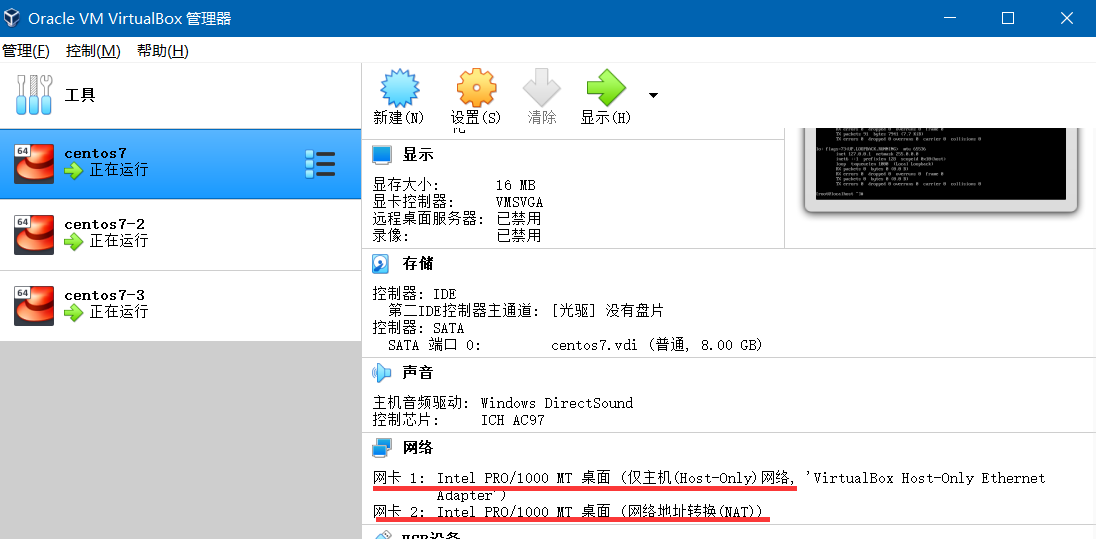 Oracle VM VirtualBox 管理器
管理(F) 控制(M) 帮助(H)
工具
新建(N) 设置(S) 清除 显示(H)
64
centos7
正在运行
64
centos7-2
正在运行
64
centos7-3
正在运行
显示
显存大小: 16 MB
显卡控制器: VMSVGA
远程桌面服务器: 已禁用
录像: 已禁用
存储
控制器: IDE
第二IDE控制器主通道: [光驱] 没有盘片
控制器: SATA
SATA 端口 0: centos7.vdi (普通, 8.00 GB)
声音
主机音频驱动: Windows DirectSound
控制芯片: ICH AC97
网络
网卡 1: Intel PRO/1000 MT 桌面 (仅主机(Host-Only)网络, 'VirtualBox Host-Only Ethernet
Adapter')
网卡 2: Intel PRO/1000 MT 桌面 (网络地址转换(NAT))
USB设备